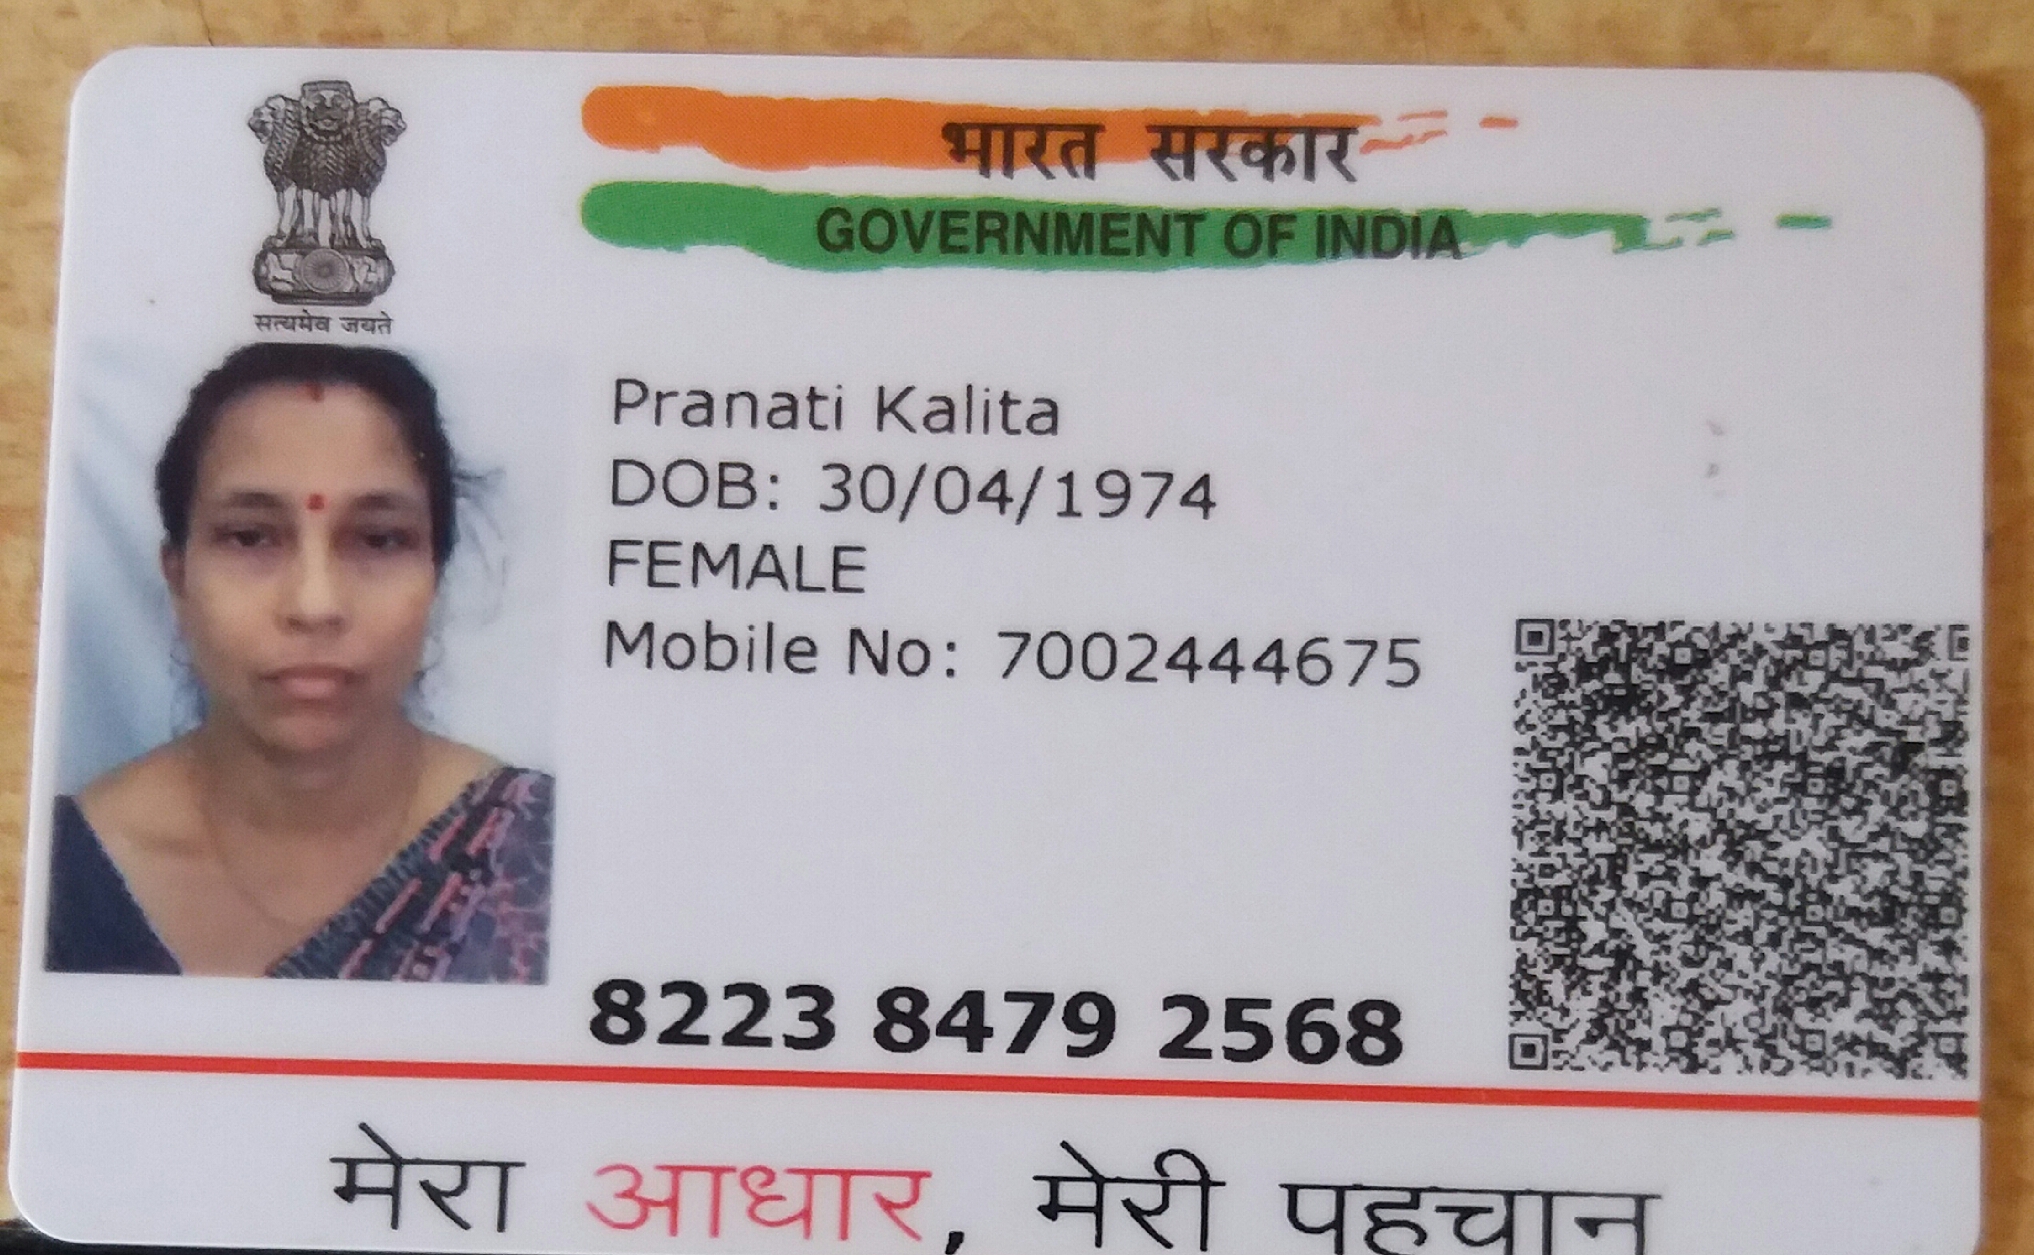 भारत सरकार
GOVERNMENT OF INDIA
सत्यमेव जयते
Pranati Kalita
DOB: 30/04/1974
FEMALE
Mobile No: 7002444675
8223 8479 2568
मेरा आधार, मेरी पहचान